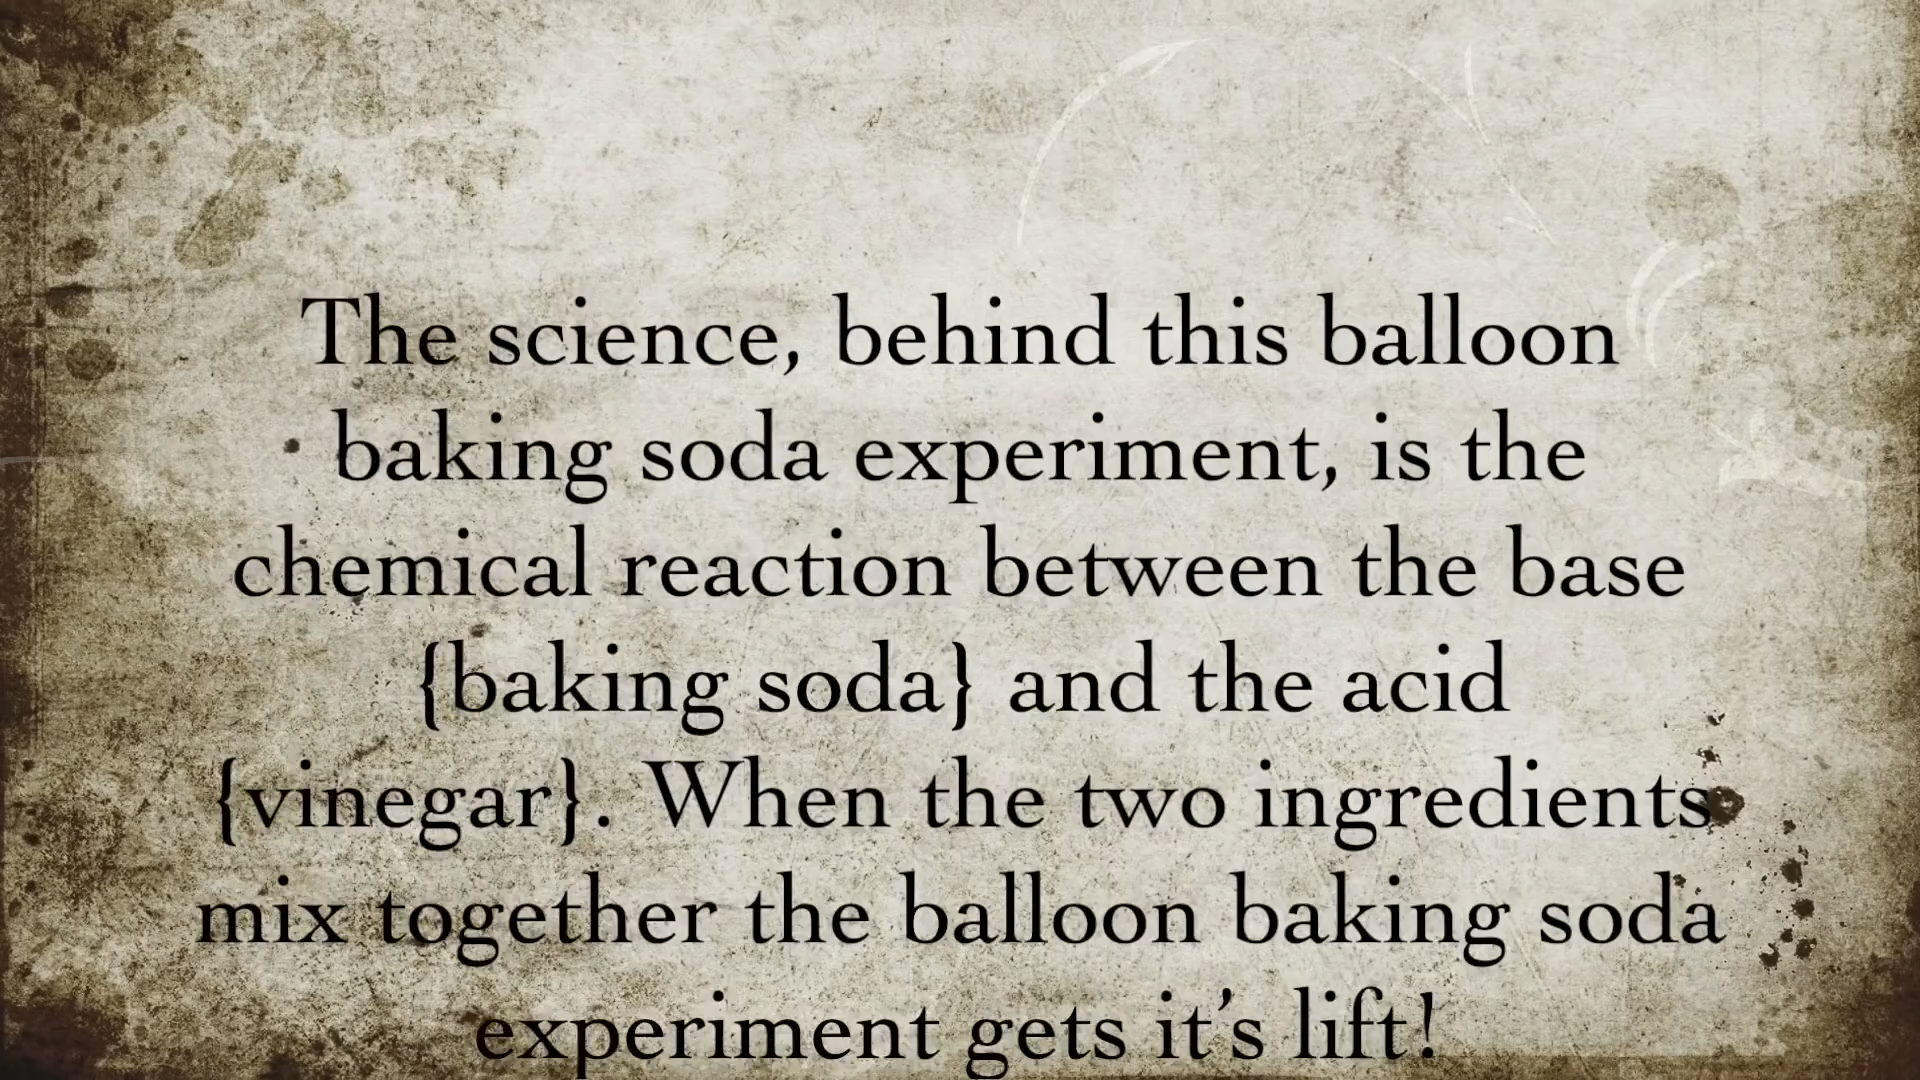 The science, behind this balloon
baking soda experiment, is the
chemical reaction between the base
{baking soda} and the acid
{vinegar}. When the two ingredients
mix together the balloon baking soda
experiment gets it’s lift!